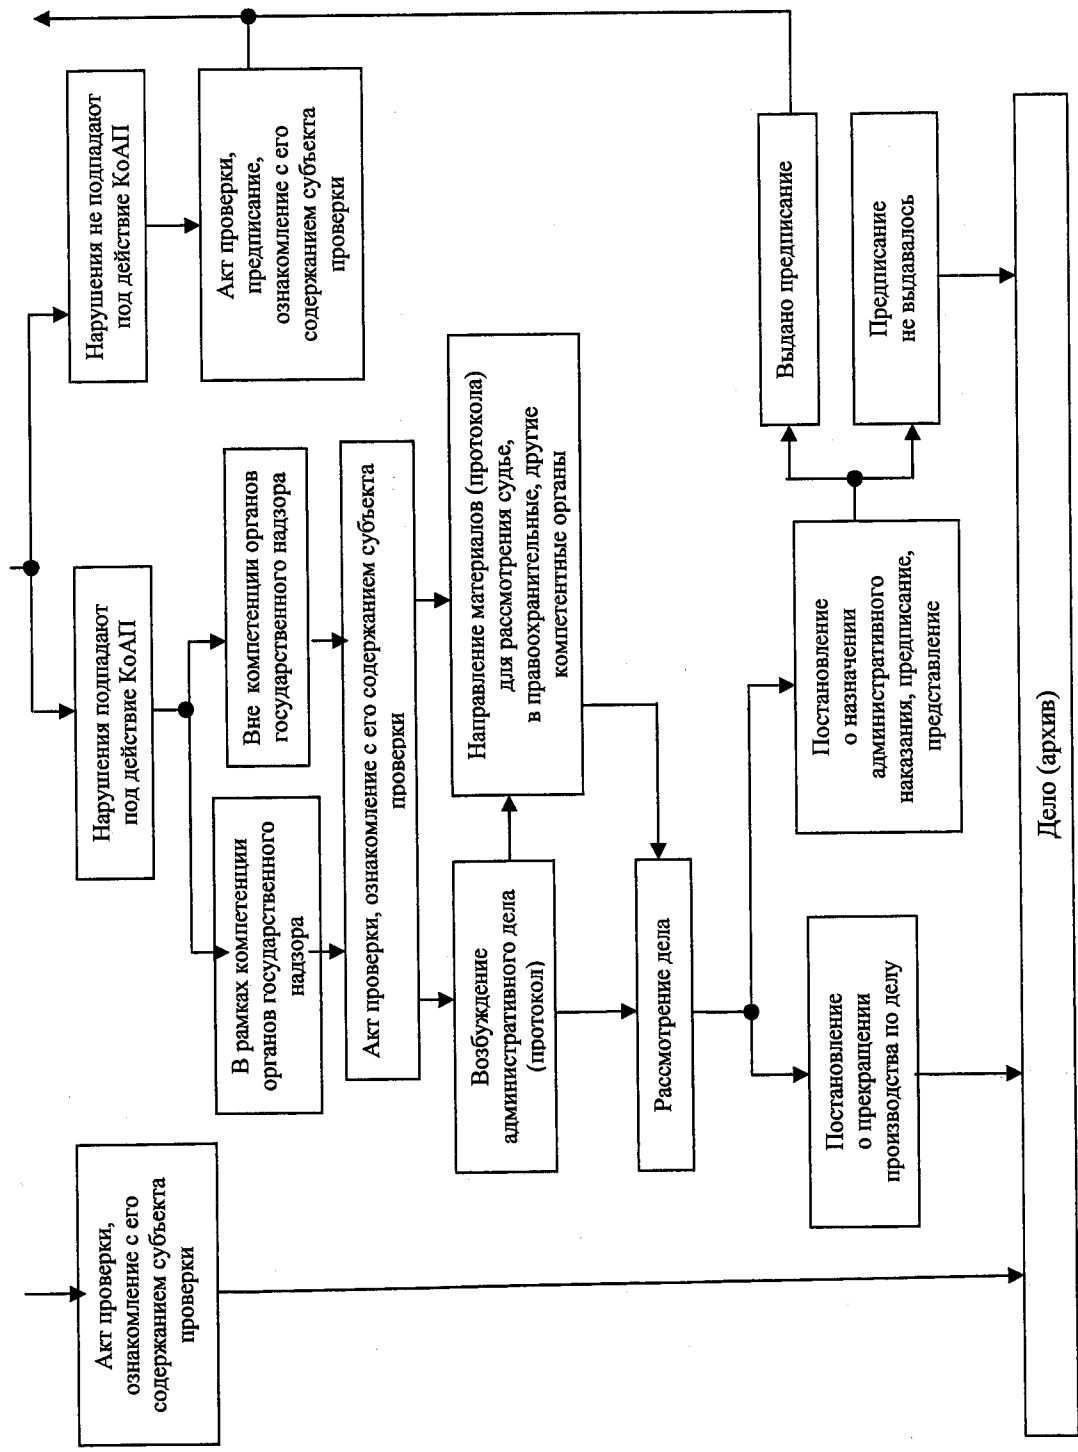 Акт проверки,
ознакомление с его
содержанием субъекта
проверки
Нарушения подпадают
под действие КоАП
Нарушения не подпадают
под действие КоАП
В рамках компетенции
органов государственного
надзора
Вне компетенции органов
государственного надзора
Акт проверки,
предписание,
ознакомление с его
содержанием субъекта
проверки
Акт проверки, ознакомление с его содержанием субъекта
проверки
Возбуждение
административного дела
(протокол)
Направление материалов (протокола)
для рассмотрения судье,
в правоохранительные, другие
компетентные органы
Рассмотрение дела
Постановление
о прекращении
производства по делу
Постановление
о назначении
административного
наказания, предписание,
представление
Выдано предписание
Предписание
не выдавалось
Дело (архив)